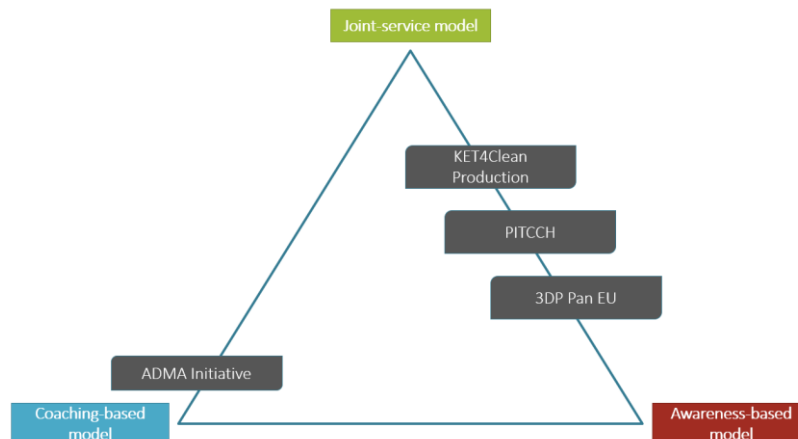 Joint-service model
KET4Clean
Production
PITCCH
3DP Pan EU
ADMA Initiative
Coaching-based
model
Awareness-based
model